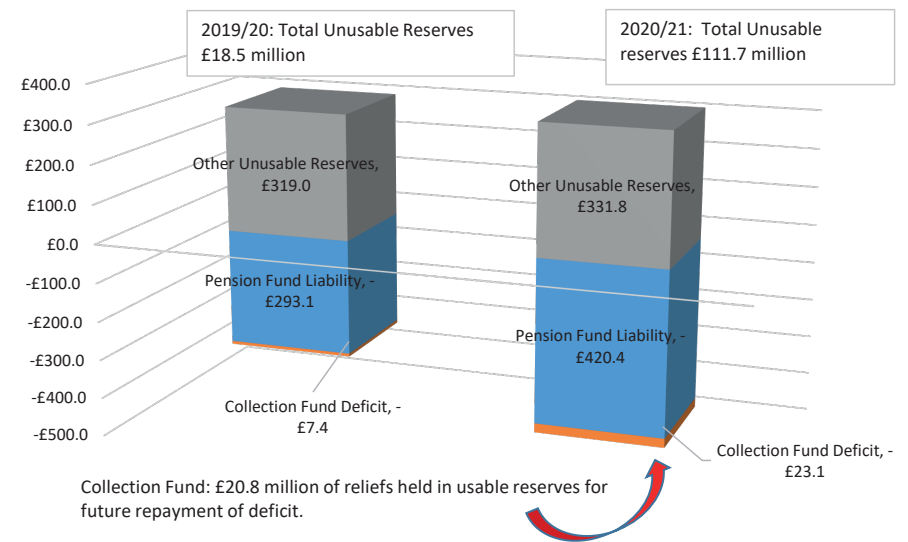 2019/20: Total Unusable Reserves
£18.5 million
2020/21:  Total Unusable
reserves £111.7 million
£400.0
£300.0
£200.0
£100.0
£0.0
-£100.0
-£200.0
-£300.0
-£400.0
-£500.0
Other Unusable Reserves,
£319.0
Pension Fund Liability, -
£293.1
Collection Fund Deficit, -
£7.4
Other Unusable Reserves,
£331.8
Pension Fund Liability, -
£420.4
Collection Fund Deficit, -
£23.1
Collection Fund: £20.8 million of reliefs held in usable reserves for
future repayment of deficit.